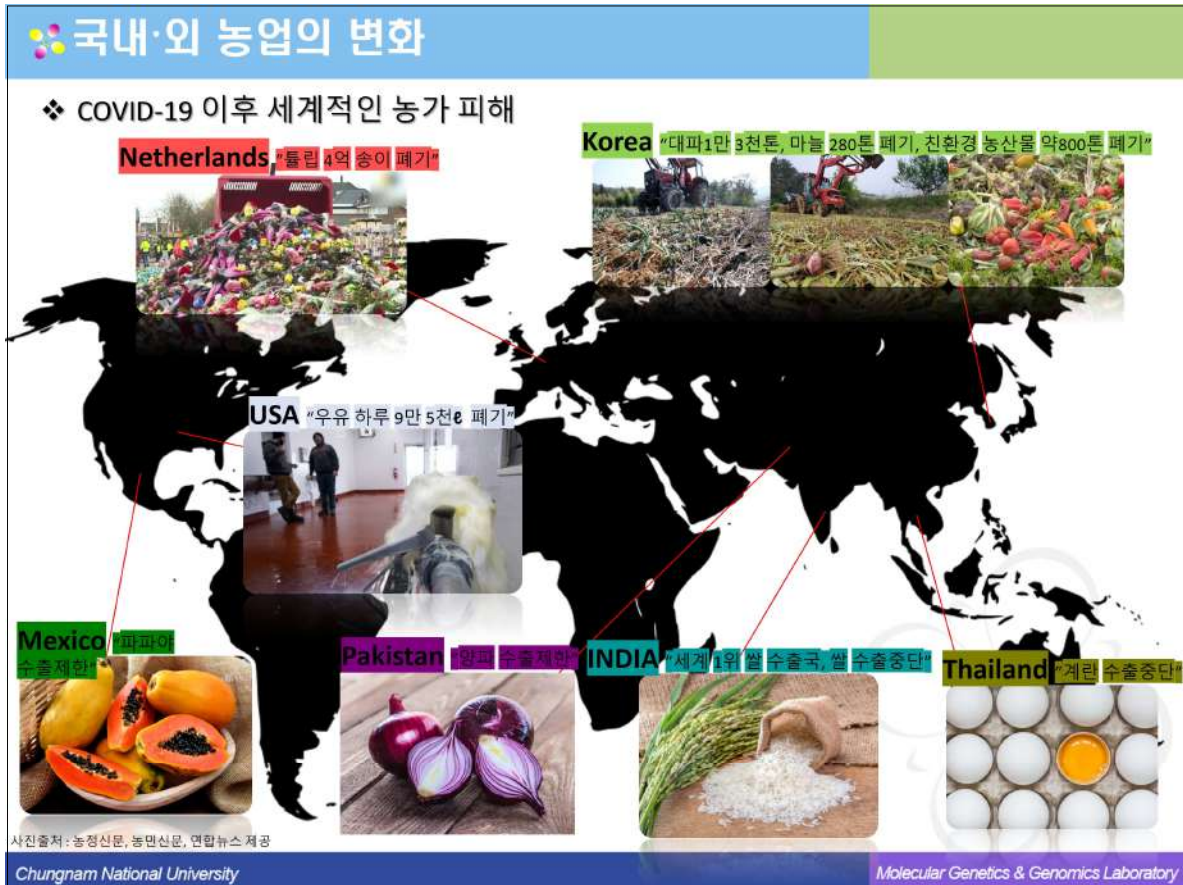 국내·외 농업의 변화
❖ COVID-19 이후 세계적인 농가 피해
Netherlands "튤립 4억 송이 폐기"
Korea "대파1만 3천톤, 마늘 280톤 폐기, 친환경 농산물 약800톤 폐기"
USA "우유 하루 9만 5천ℓ 폐기"
Mexico "파파야
수출제한"
Pakistan "양파 수출제한"
INDIA "세계 1위 쌀 수출국, 쌀 수출중단"
Thailand "계란 수출중단"
사진출처 : 농정신문, 농민신문, 연합뉴스 제공
Chungnam National University
Molecular Genetics & Genomics Laboratory